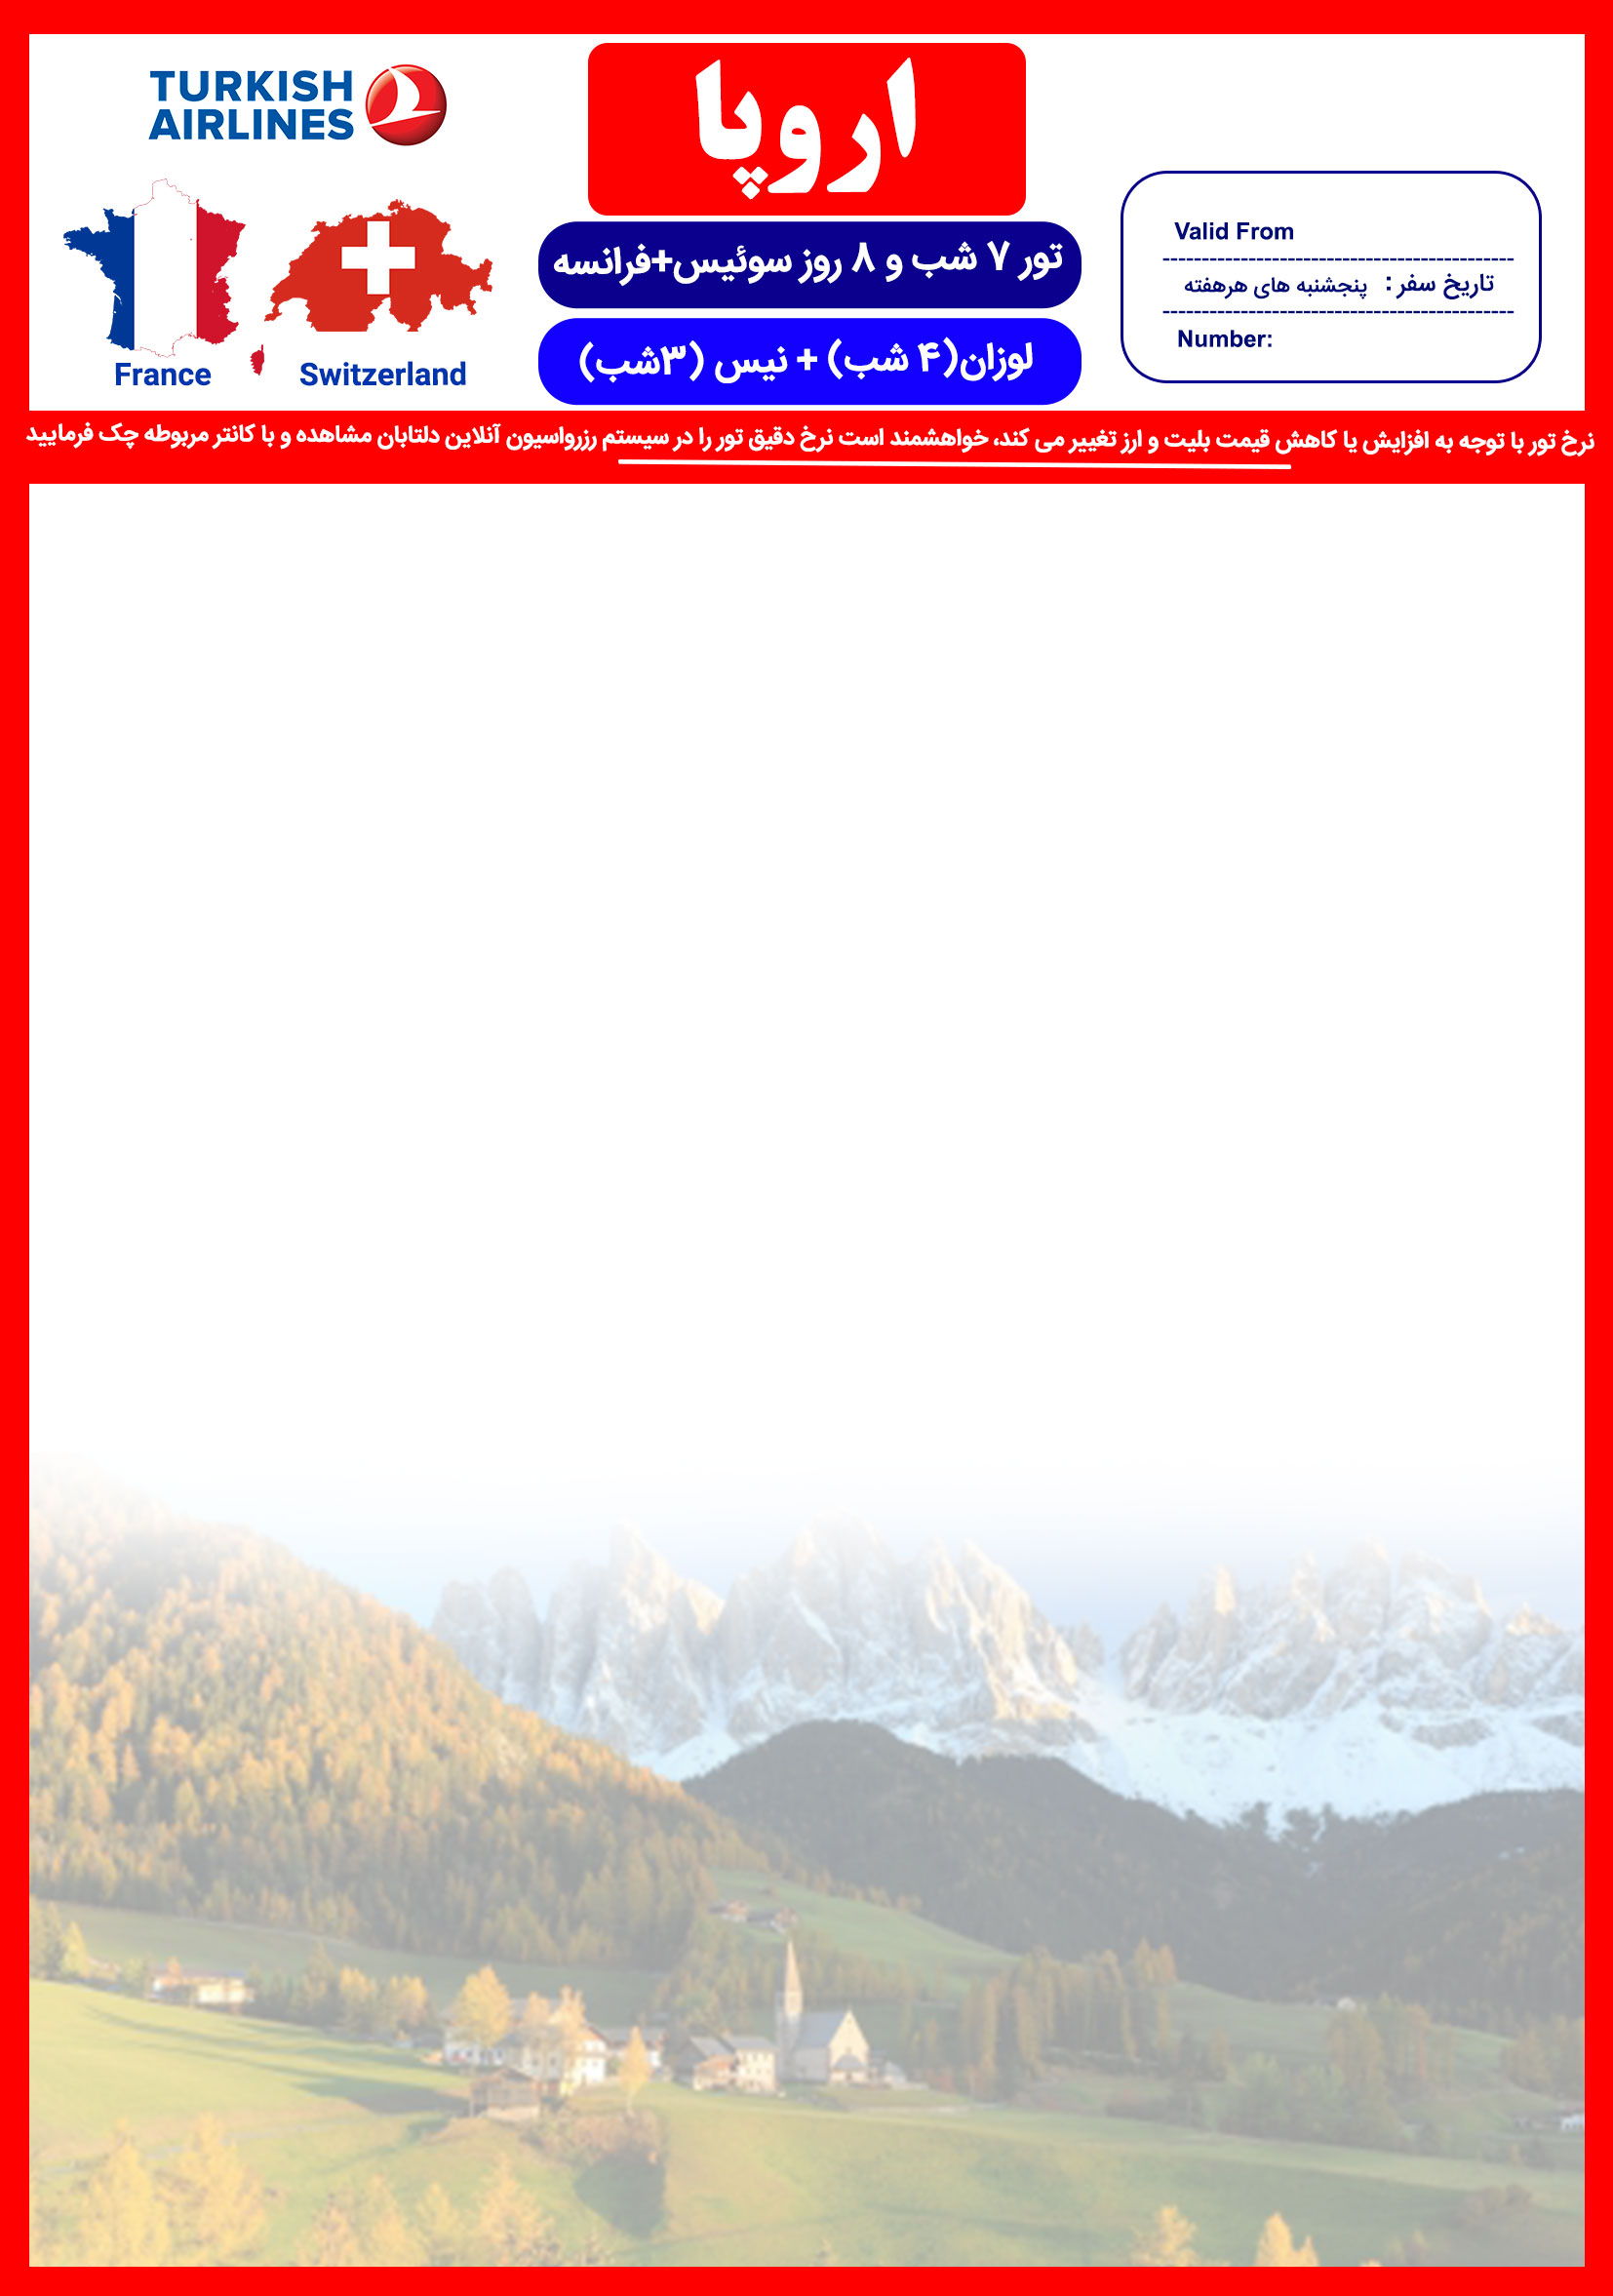 TURKISH
AIRLINES
France
Switzerland
اروپا
تور ۷ شب و ۸ روز سوئیس+فرانسه
لوزان(۴ شب) + نیس (۳شب)
Valid From
تاریخ سفر : پنجشنبه های هرهفته
Number:
نرخ تور با توجه به افزایش یا کاهش قیمت بلیت و ارز تغییر می کند، خواهشمند است نرخ دقیق تور را در سیستم رزرواسیون آنلاین دلتابان مشاهده و با کانتر مربوطه چک فرمایید